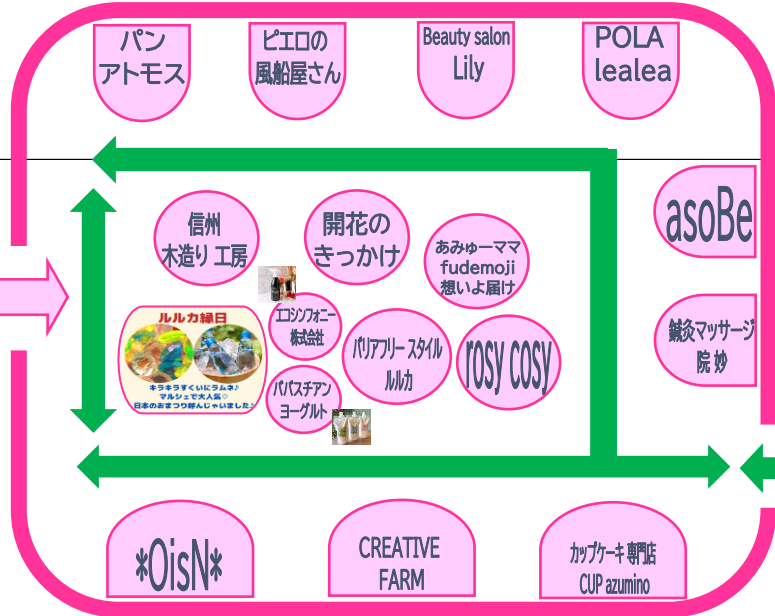 パン
アトモス
ピエロの
風船屋さん
Beauty salon
Lily
POLA
lealea
asoBe
信州
木造り 工房
開花の
きっかけ
あみゅーママ
fudemoji
想いよ届け
エコシンフォニー
株式会社
バリアフリー スタイル
ルルカ
rosy cosy
鍼灸マッサージ
院 妙
ルルカ縁日
キラキラすくいにラムネ♪
マルシェで大人気♡
日本のおまつり呼んじゃいました♪
パパスチアン
ヨーグルト
*OisN*
CREATIVE
FARM
カップケーキ 専門店
CUP azumino